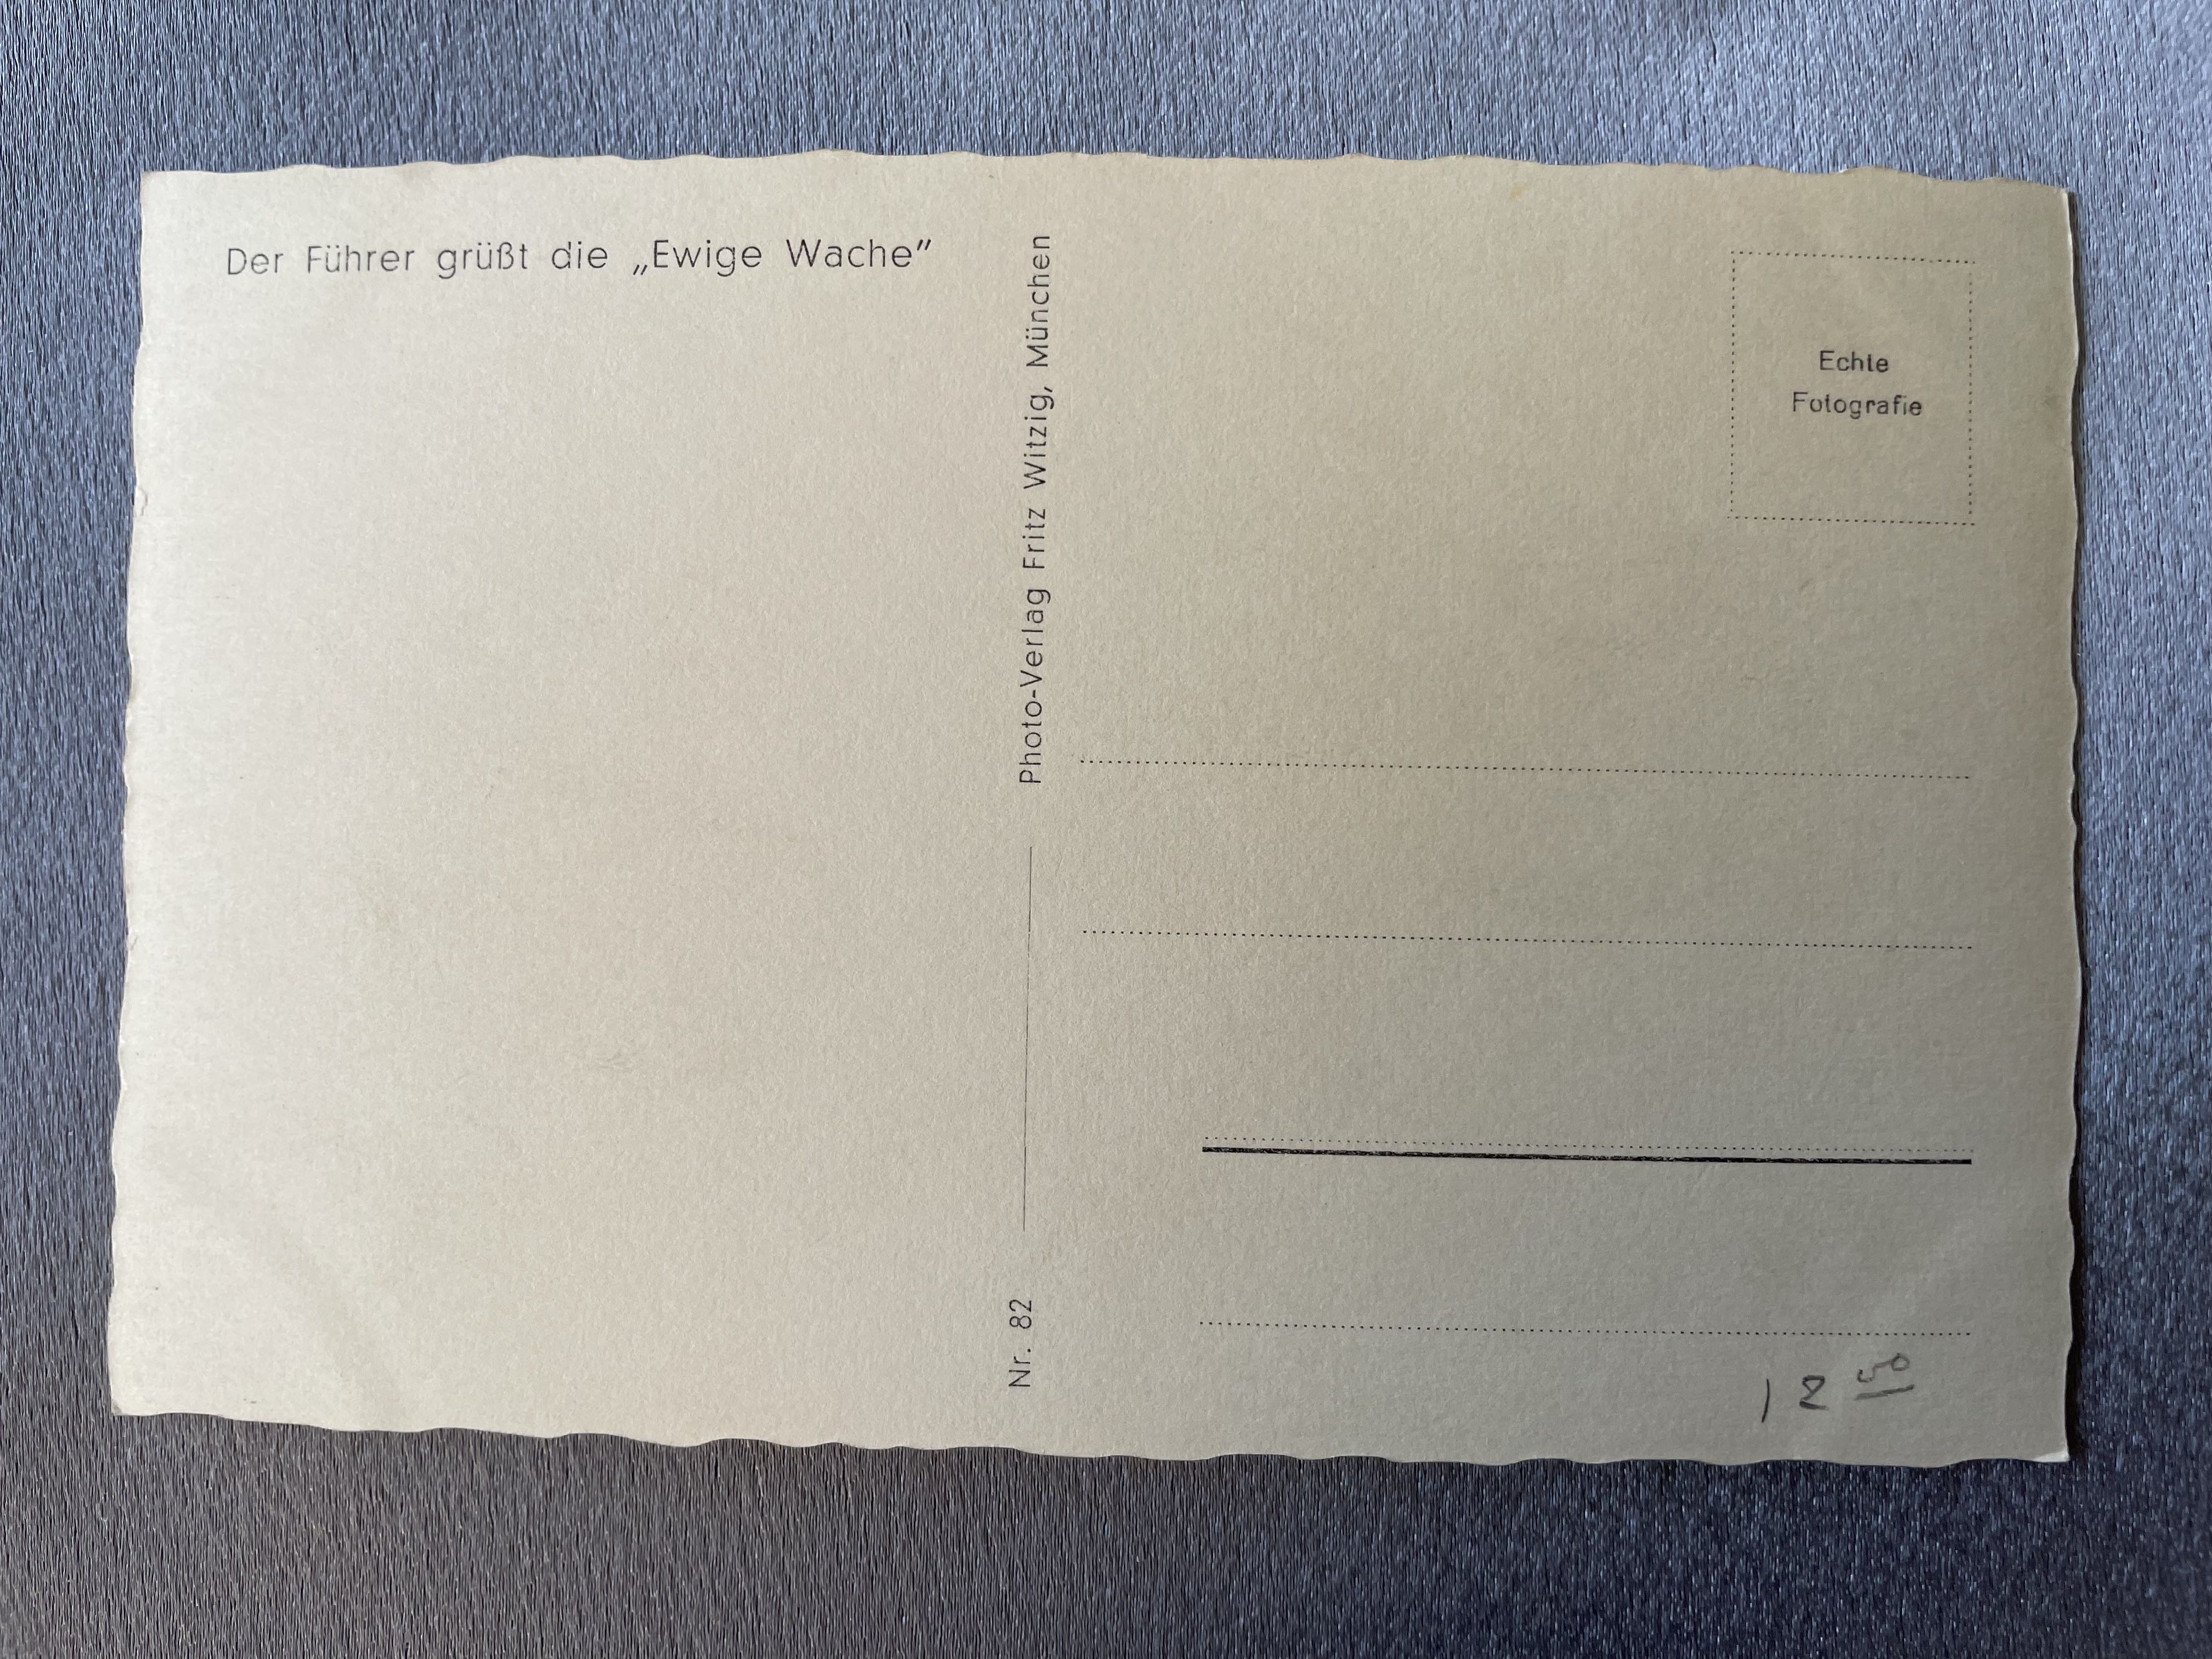 Der Führer grüßt die „Ewige Wache”
Photo-Verlag Fritz Witzig, München
Nr. 82
Echte
Fotografie
12 50